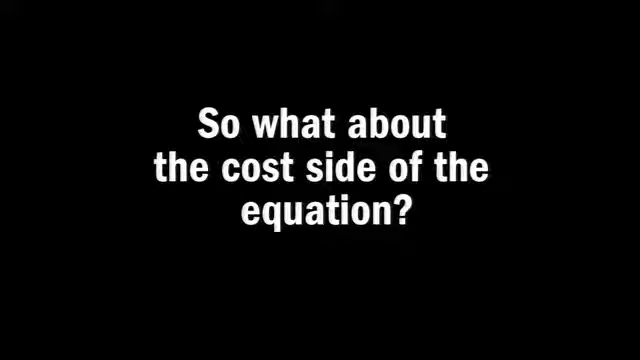 So what about
the cost side of the
equation?